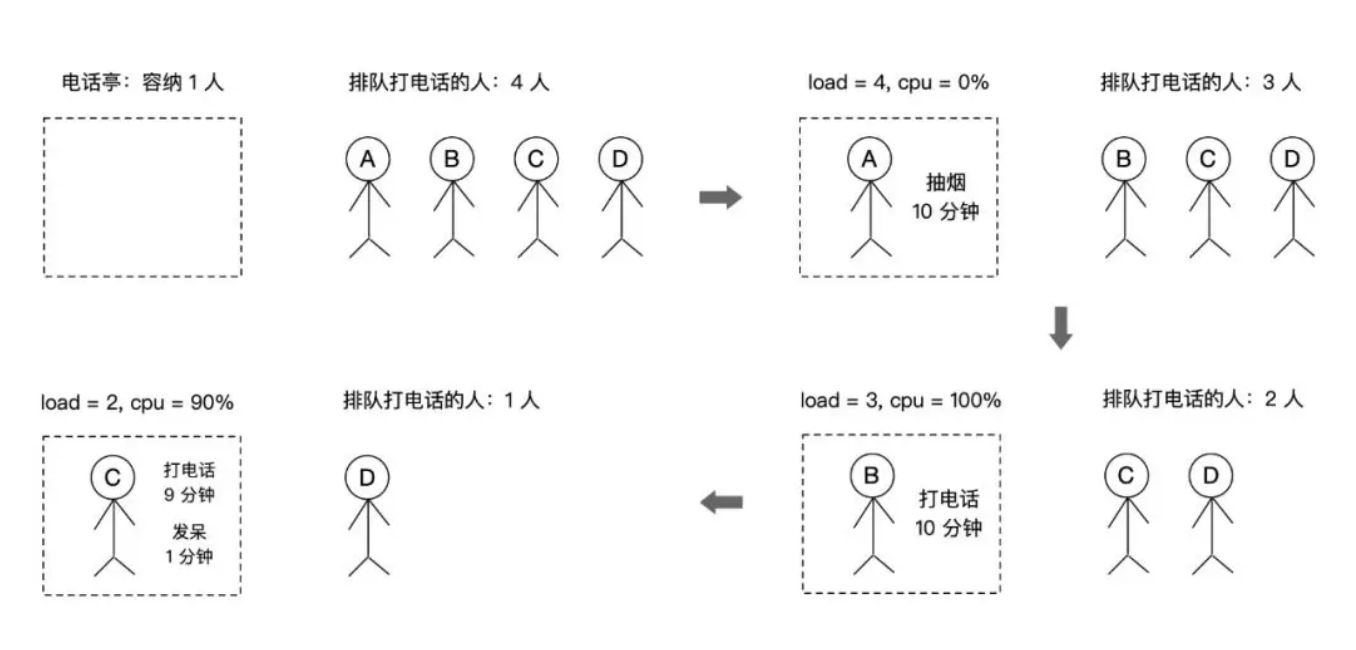 电话亭：容纳 1 人
排队打电话的人：4 人
A
B
C
D
load = 4, cpu = 0%
A
抽烟
10 分钟
排队打电话的人：3 人
B
C
D
load = 3, cpu = 100%
B
打电话
10 分钟
排队打电话的人：2 人
C
D
load = 2, cpu = 90%
C
打电话
9 分钟
发呆
1 分钟
排队打电话的人：1 人
D